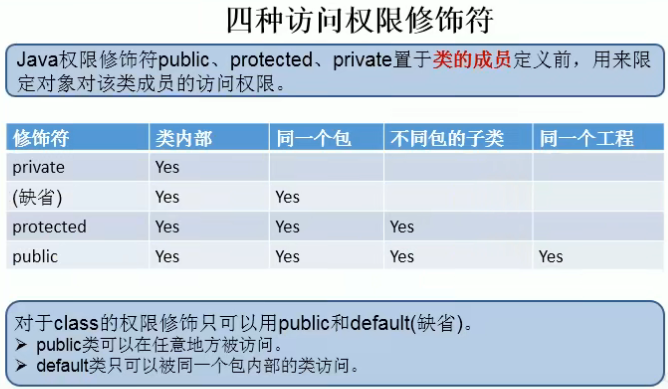 四种访问权限修饰符
Java权限修饰符public、protected、private置于类的成员定义前，用来限
定对象对该类成员的访问权限。
修饰符 类内部 同一个包 不同包的子类 同一个工程
private Yes
(缺省) Yes Yes
protected Yes Yes Yes
public Yes Yes Yes Yes
对于class的权限修饰只可以用public和default(缺省)。
➢ public类可以在任意地方被访问。
➢ default类只可以被同一个包内部的类访问。